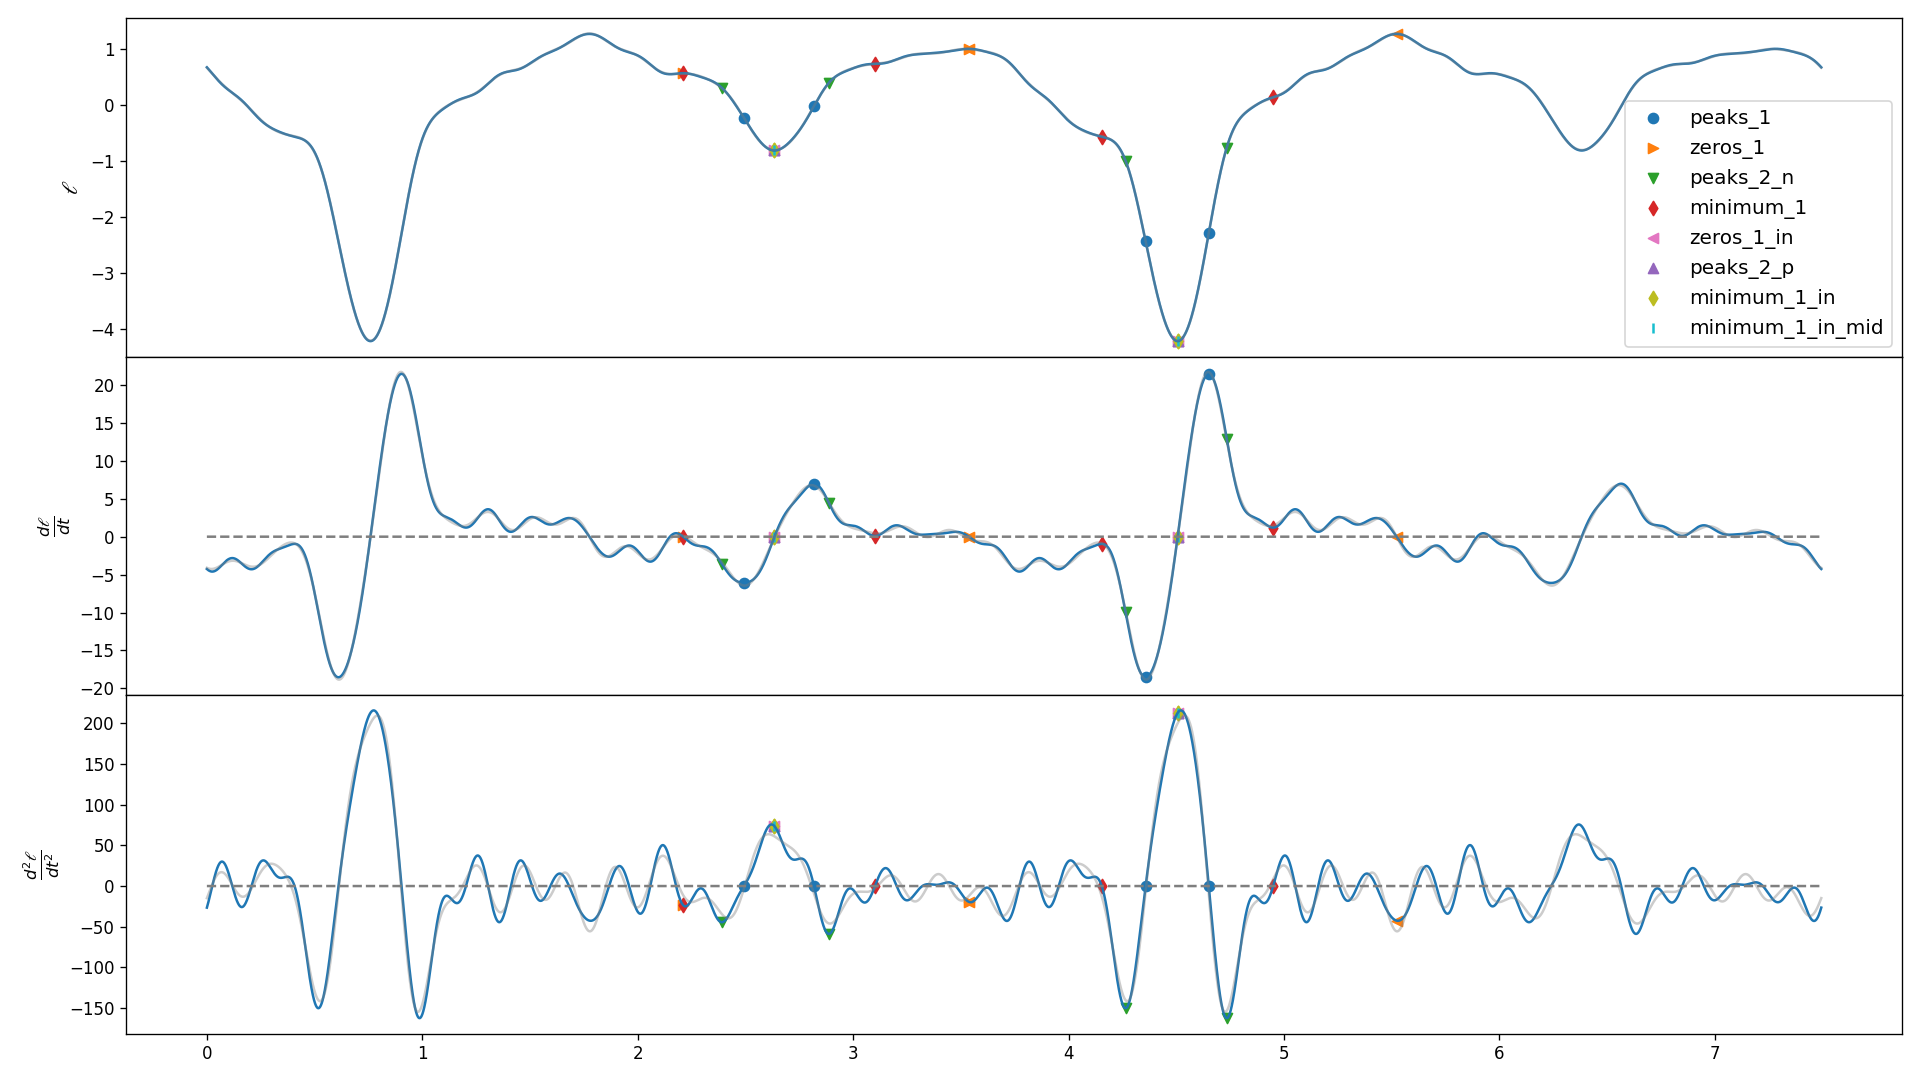 1
0
−1
−2
−3
−4
ℓ
peaks_1
zeros_1
peaks_2_n
minimum_1
zeros_1_in
peaks_2_p
minimum_1_in
minimum_1_in_mid
20
15
10
5
0
−5
−10
−15
−20
dℓ
dt
200
150
100
50
0
−50
−100
−150
d²ℓ
dt²
0 1 2 3 4 5 6 7